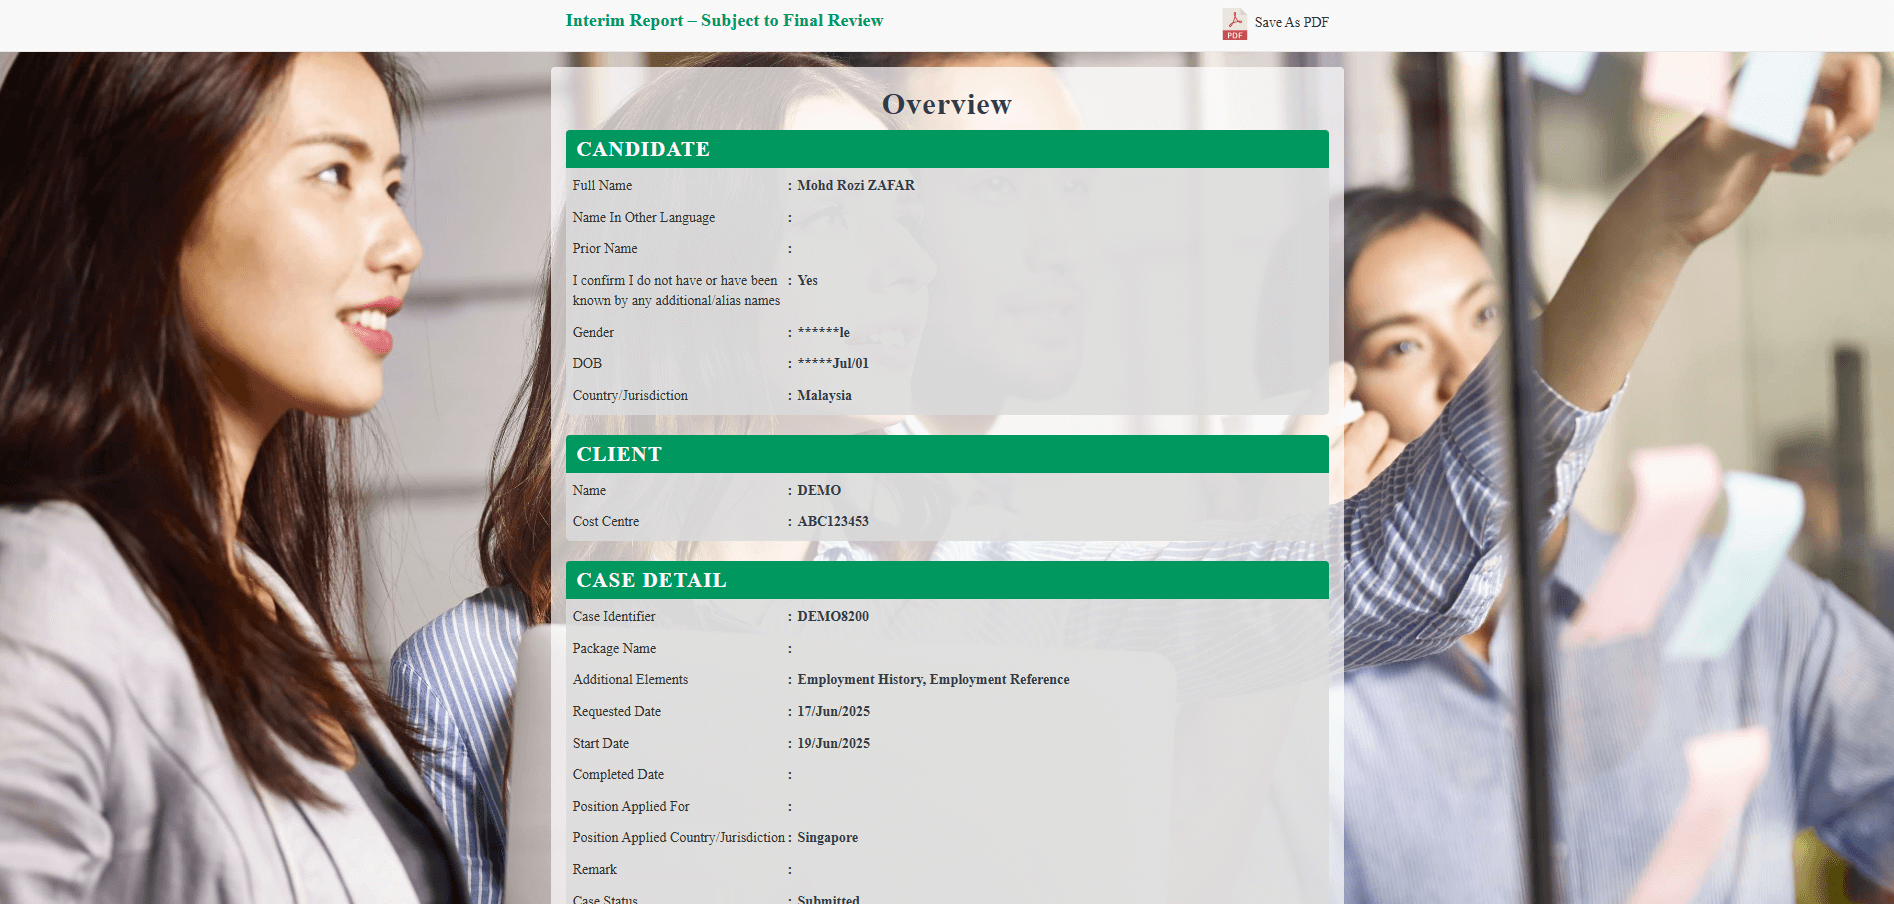 Interim Report – Subject to Final Review
PDF
Save As PDF
Overview
CANDIDATE
Full Name : Mohd Rozi ZAFAR
Name In Other Language :
Prior Name :
I confirm I do not have or have been : Yes
known by any additional/alias names
Gender : ******le
DOB : *****Jul/01
Country/Jurisdiction : Malaysia
CLIENT
Name : DEMO
Cost Centre : ABC123453
CASE DETAIL
Case Identifier : DEMO8200
Package Name :
Additional Elements : Employment History, Employment Reference
Requested Date : 17/Jun/2025
Start Date : 19/Jun/2025
Completed Date :
Position Applied For :
Position Applied Country/Jurisdiction : Singapore
Remark :
Case Status : Submitted